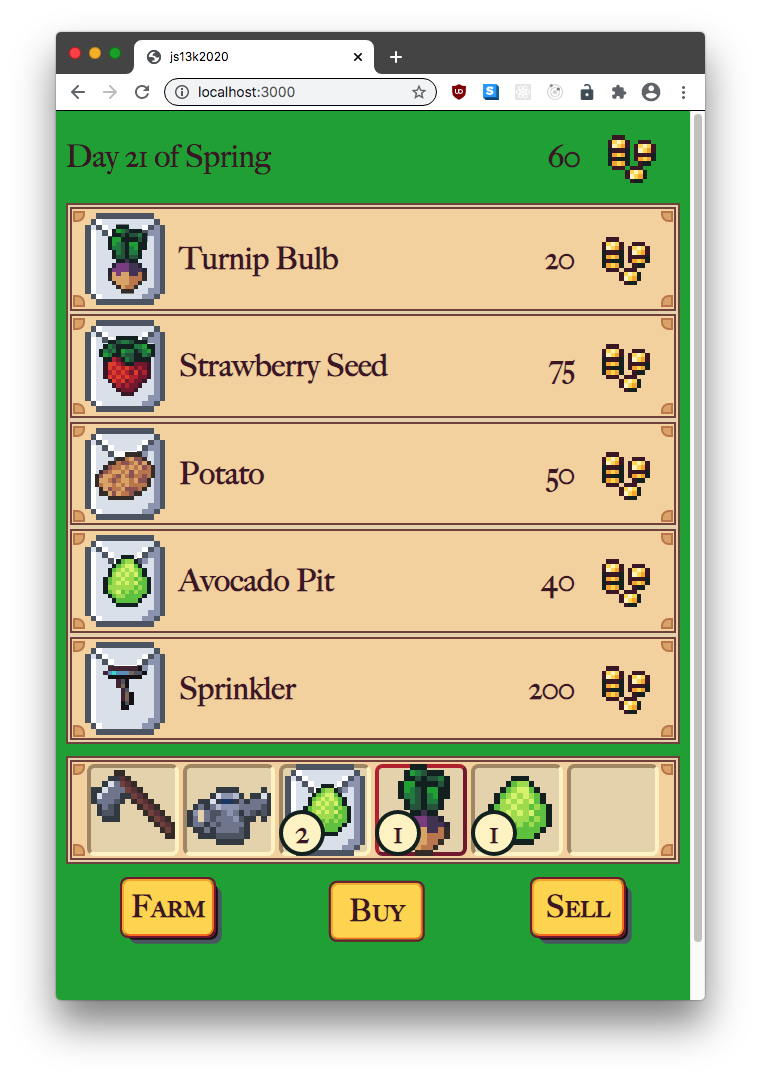 js13k2020
localhost:3000
Day 21 of Spring 60
Turnip Bulb 20
Strawberry Seed 75
Potato 50
Avocado Pit 40
Sprinkler 200
2 1 1
Farm Buy Sell